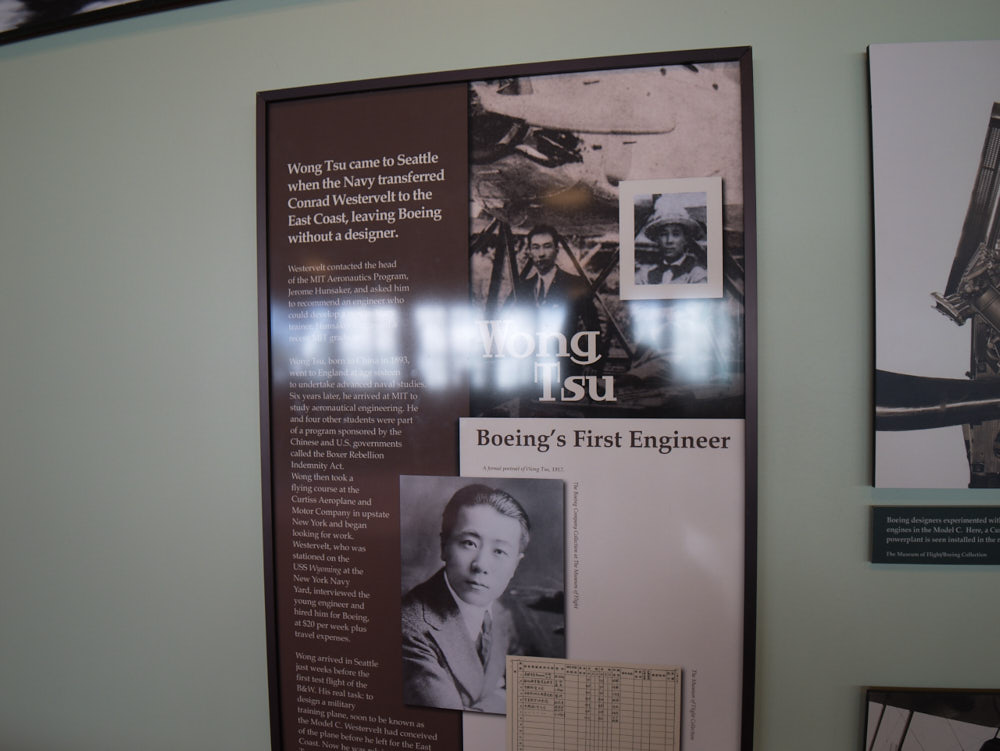 Wong Tsu came to Seattle
when the Navy transferred
Conrad Westervelt to the
East Coast, leaving Boeing
without a designer.
Westervelt contacted the head
of the MIT Aeronautics Program,
Jerome Hunsaker, and asked him
to recommend an engineer who
could develop a
trainer. Hunsaker
recent MIT
Wong Tsu, born in China in 1893,
went to England at age sixteen
to undertake advanced naval studies.
Six years later, he arrived at MIT to
study aeronautical engineering. He
and four other students were part
of a program sponsored by the
Chinese and U.S. governments
called the Boxer Rebellion
Indemnity Act.
Wong then took a
flying course at the
Curtiss Aeroplane and
Motor Company in upstate
New York and began
looking for work.
Westervelt, who was
stationed on the
USS Wyoming at the
New York Navy
Yard, interviewed the
young engineer and
hired him for Boeing,
at $20 per week plus
travel expenses.
Wong arrived in Seattle
just weeks before the
first test flight of the
B&W. His real task: to
design a military
training plane, soon to be known as
the Model C. Westervelt had conceived
of the plane before he left for the East
Coast. Now he was
Wong
Tsu
Boeing's First Engineer
A formal portrait of Wong Tsu, 1917.
The Boeing Company Collection at The Museum of Flight
The Museum of Flight Collection
Boeing designers experimented with
engines in the Model C. Here, a
powerplant is seen installed in the
The Museum of Flight/Boeing Collection